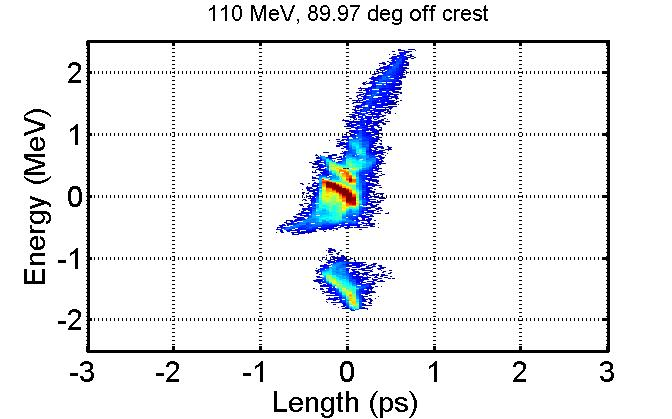 110 MeV, 89.97 deg off crest
2
1
0
-1
-2
Energy (MeV)
-3 -2 -1 0 1 2 3
Length (ps)